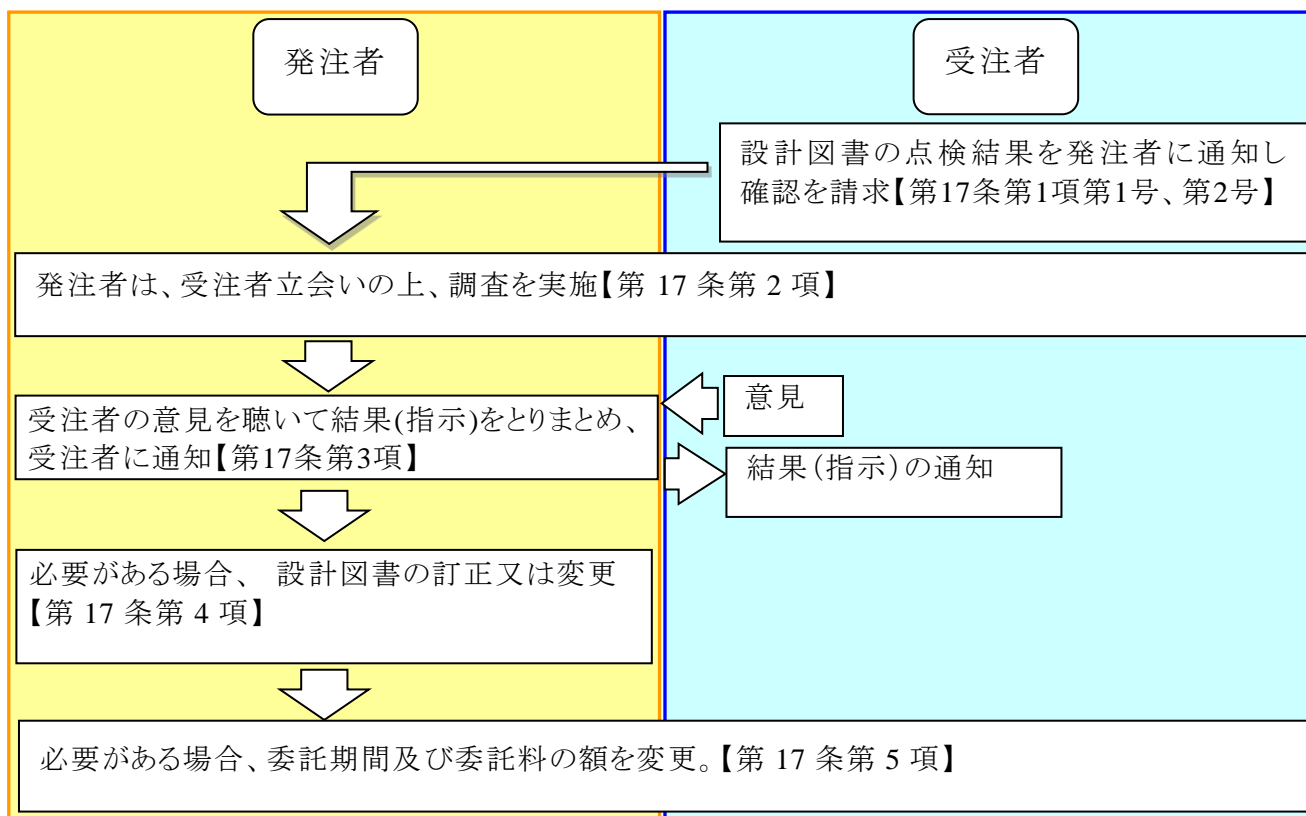 発注者
受注者
設計図書の点検結果を発注者に通知し
確認を請求【第17条第1項第1号、第2号】
発注者は、受注者立会いの上、調査を実施【第 17 条第 2 項】
意見
受注者の意見を聴いて結果(指示)をとりまとめ、
受注者に通知【第17条第3項】
結果(指示)の通知
必要がある場合、 設計図書の訂正又は変更
【第 17 条第 4 項】
必要がある場合、委託期間及び委託料の額を変更。【第 17 条第 5 項】